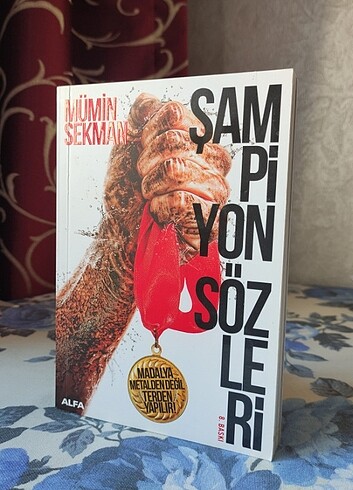 MÜMİN
SEKMAN
ŞAM
Pİ
YON
SÖZ
LE
Rİ
MADALYA
METALDEN DEĞİL
TERDEN
YAPILIR!
ALFA
8. BASKI